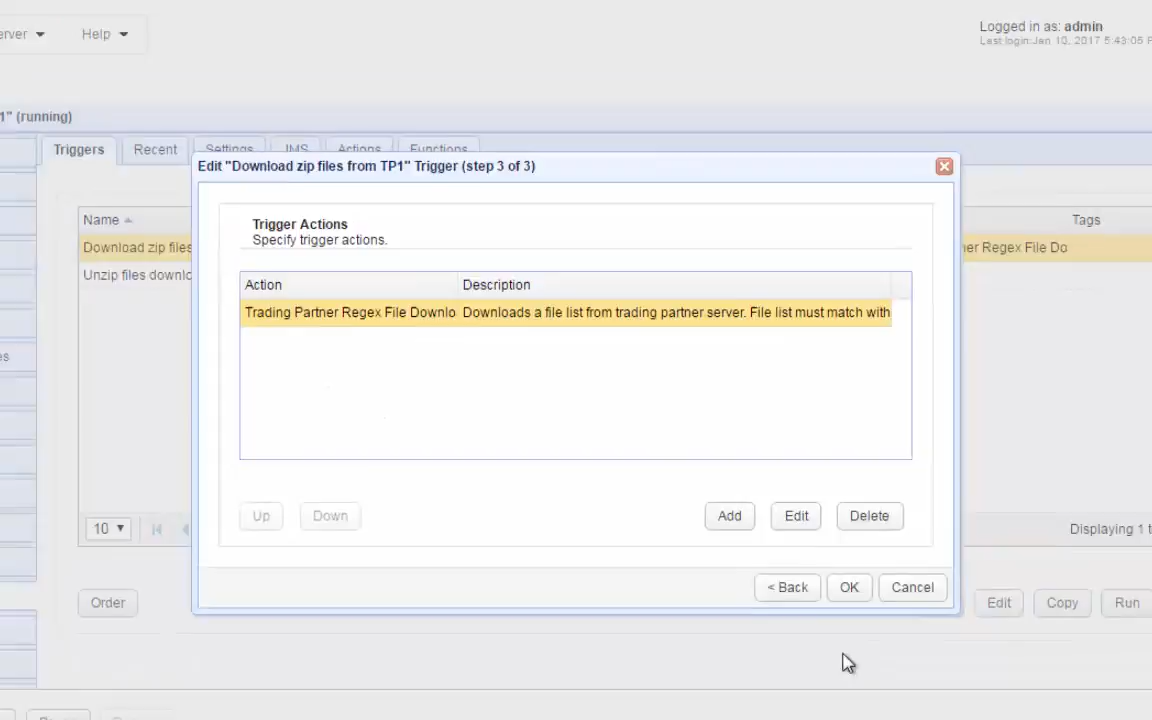 erver Help
Logged in as: admin
Last login:Jan 10, 2017 5:43:05 P
1" (running)
Triggers Recent Settings JMS Actions Functions
Edit "Download zip files from TP1" Trigger (step 3 of 3)
Trigger Actions
Specify trigger actions.
Name Tags
Download zip files er Regex File Do
Unzip files downlo
Action Description
Trading Partner Regex File Downlo Downloads a file list from trading partner server. File list must match with
es
Up Down Add Edit Delete
10 Displaying 1 t
< Back OK Cancel
Order Edit Copy Run